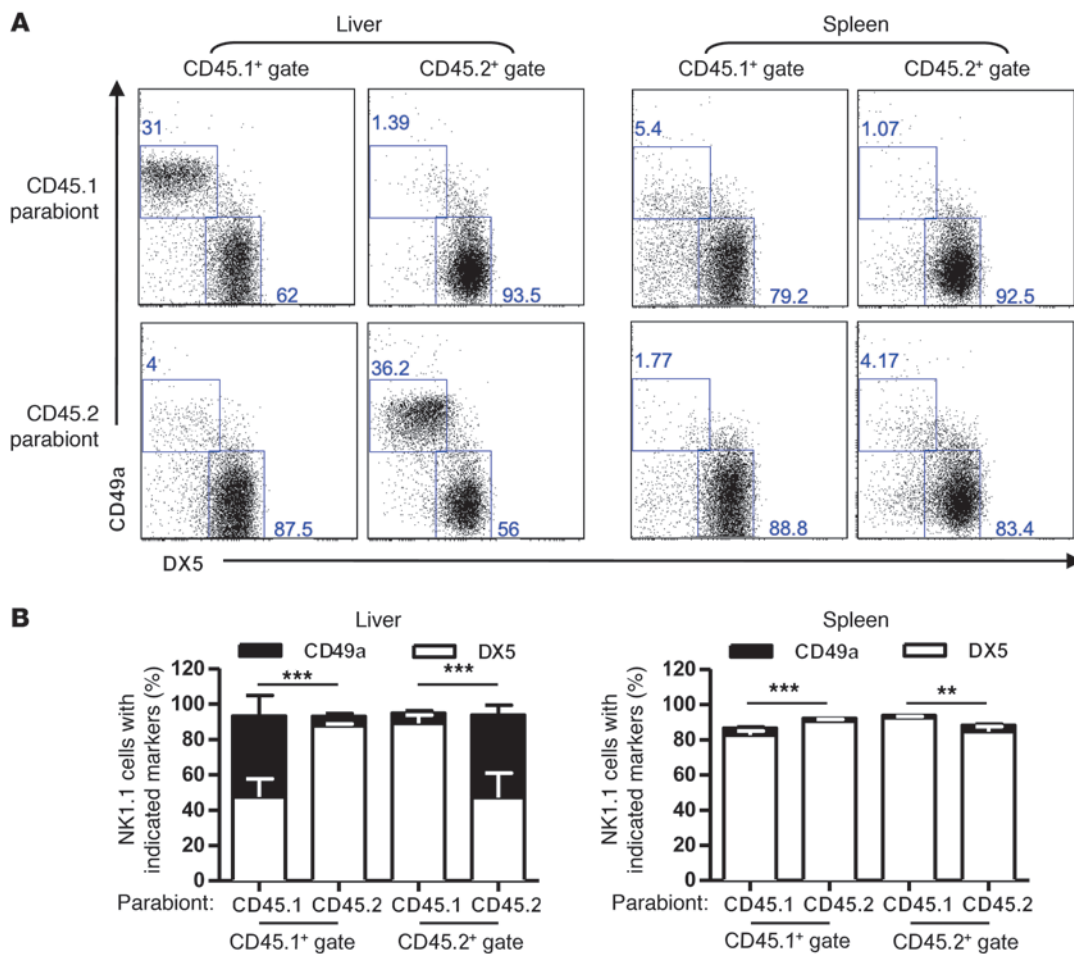 A
Liver Spleen
CD45.1⁺ gate CD45.2⁺ gate CD45.1⁺ gate CD45.2⁺ gate
CD45.1 parabiont
31 1.39 5.4 1.07
62 93.5 79.2 92.5
CD45.2 parabiont
4 36.2 1.77 4.17
87.5 56 88.8 83.4
CD49a
DX5
B
Liver
CD49a DX5
NK1.1 cells with
indicated markers (%)
120
100
80
60
40
20
0
*** ***
Parabiont: CD45.1 CD45.2 CD45.1 CD45.2
CD45.1⁺ gate CD45.2⁺ gate
Spleen
CD49a DX5
NK1.1 cells with
indicated markers (%)
120
100
80
60
40
20
0
*** **
Parabiont: CD45.1 CD45.2 CD45.1 CD45.2
CD45.1⁺ gate CD45.2⁺ gate